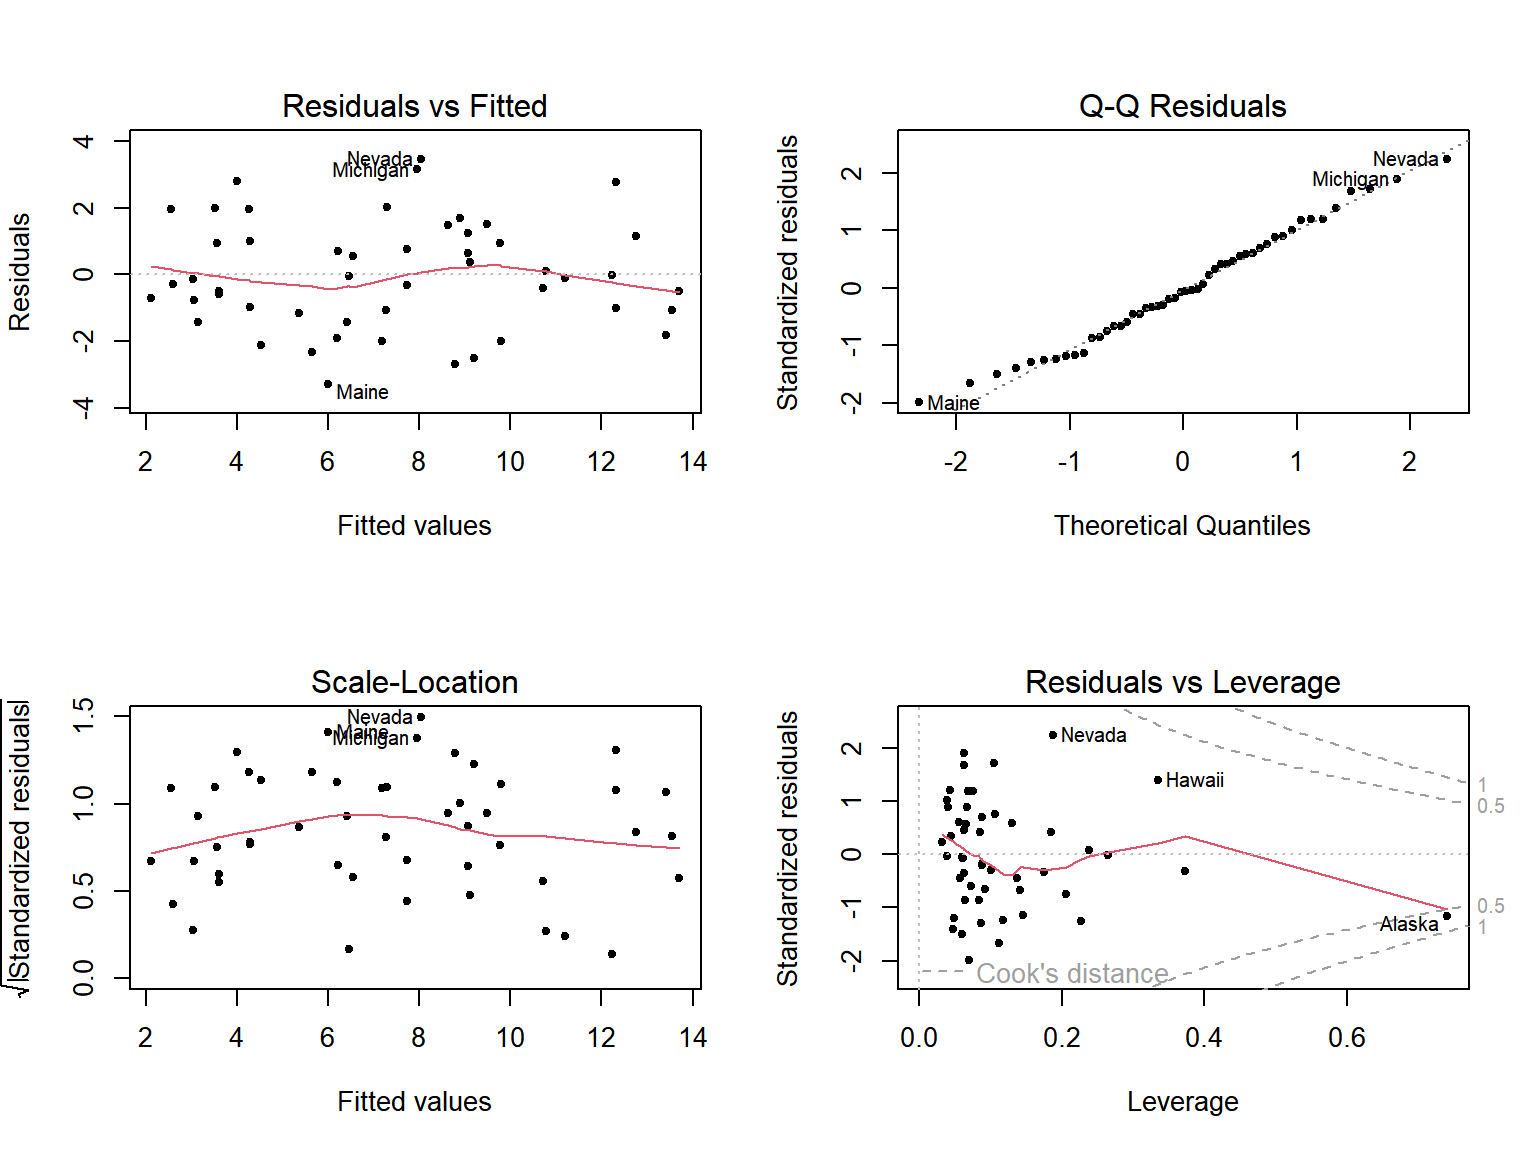 Residuals vs Fitted
Residuals
4
2
0
-2
-4
Nevada
Michigan
Maine
2 4 6 8 10 12 14
Fitted values
Q-Q Residuals
Standardized residuals
2
1
0
-1
-2
Nevada
Michigan
Maine
-2 -1 0 1 2
Theoretical Quantiles
Scale-Location
√|Standardized residuals|
1.5
1.0
0.5
0.0
Nevada
Maine
Michigan
2 4 6 8 10 12 14
Fitted values
Residuals vs Leverage
Standardized residuals
2
1
0
-1
-2
Nevada
Hawaii
Alaska
1
0.5
0.5
1
Cook's distance
0.0 0.2 0.4 0.6
Leverage